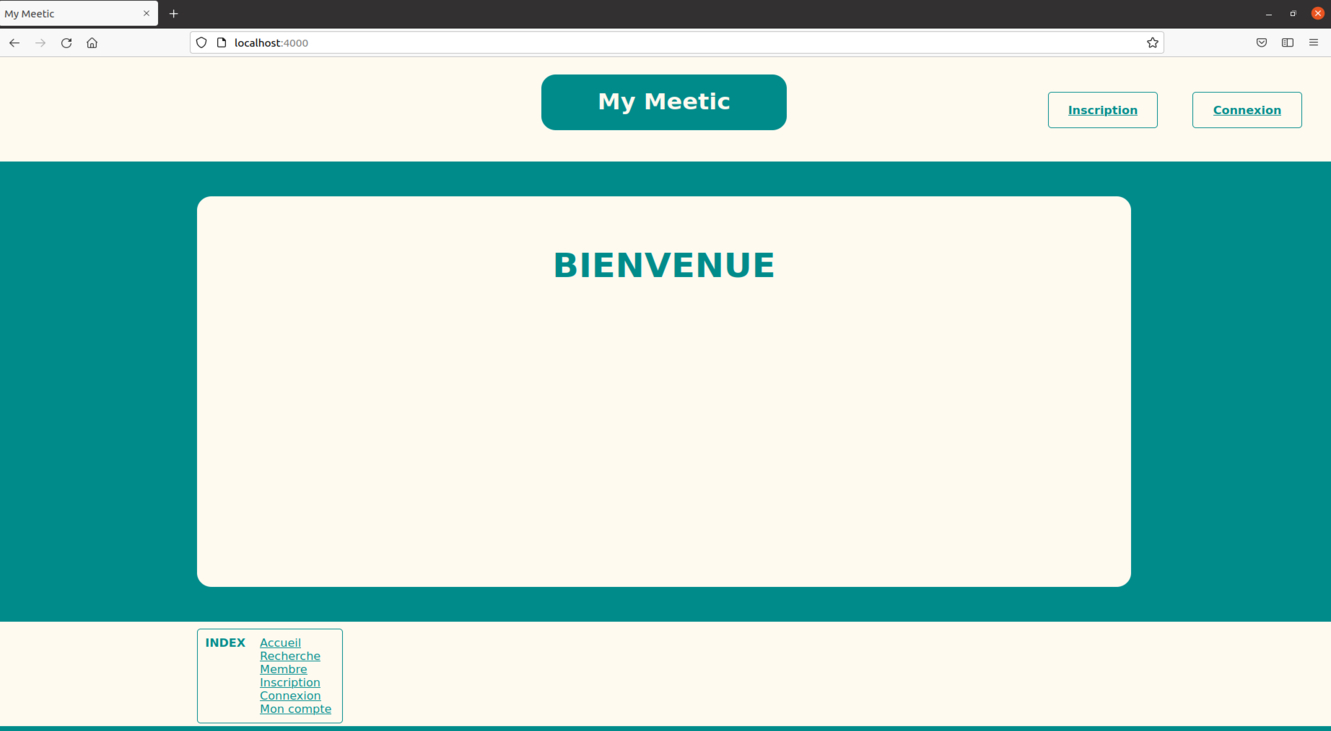 My Meetic
localhost:4000
My Meetic
Inscription
Connexion
BIENVENUE
INDEX
Accueil
Recherche
Membre
Inscription
Connexion
Mon compte